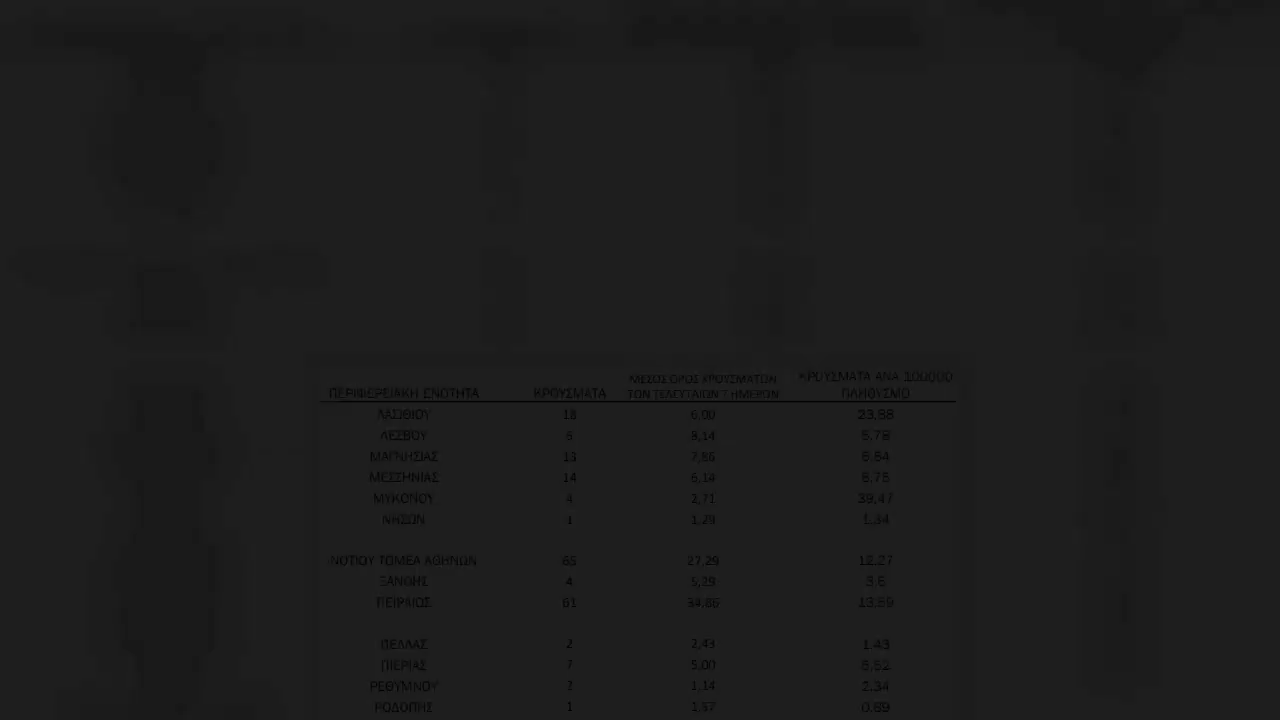 ΠΕΡΙΦΕΡΕΙΑΚΗ ΕΝΟΤΗΤΑ ΚΡΟΥΣΜΑΤΑ ΜΕΣΟΣ ΟΡΟΣ ΚΡΟΥΣΜΑΤΩΝ ΤΩΝ ΤΕΛΕΥΤΑΙΩΝ 7 ΗΜΕΡΩΝ ΚΡΟΥΣΜΑΤΑ ΑΝΑ 100000 ΠΛΗΘΥΣΜΟ
ΛΑΣΙΘΙΟΥ 18 6,00 23.88
ΛΕΣΒΟΥ 5 8,14 5.78
ΜΑΓΝΗΣΙΑΣ 13 7,86 6.84
ΜΕΣΣΗΝΙΑΣ 14 6,14 8.75
ΜΥΚΟΝΟΥ 4 2,71 39.47
ΝΗΣΩΝ 1 1,29 1.34
ΝΟΤΙΟΥ ΤΟΜΕΑ ΑΘΗΝΩΝ 65 27,29 12.27
ΞΑΝΘΗΣ 4 5,29 3.6
ΠΕΙΡΑΙΩΣ 61 34,86 13.59
ΠΕΛΛΑΣ 2 2,43 1.43
ΠΙΕΡΙΑΣ 7 5,00 5.52
ΡΕΘΥΜΝΟΥ 2 1,14 2.34
ΡΟΔΟΠΗΣ 1 1,57 0.89